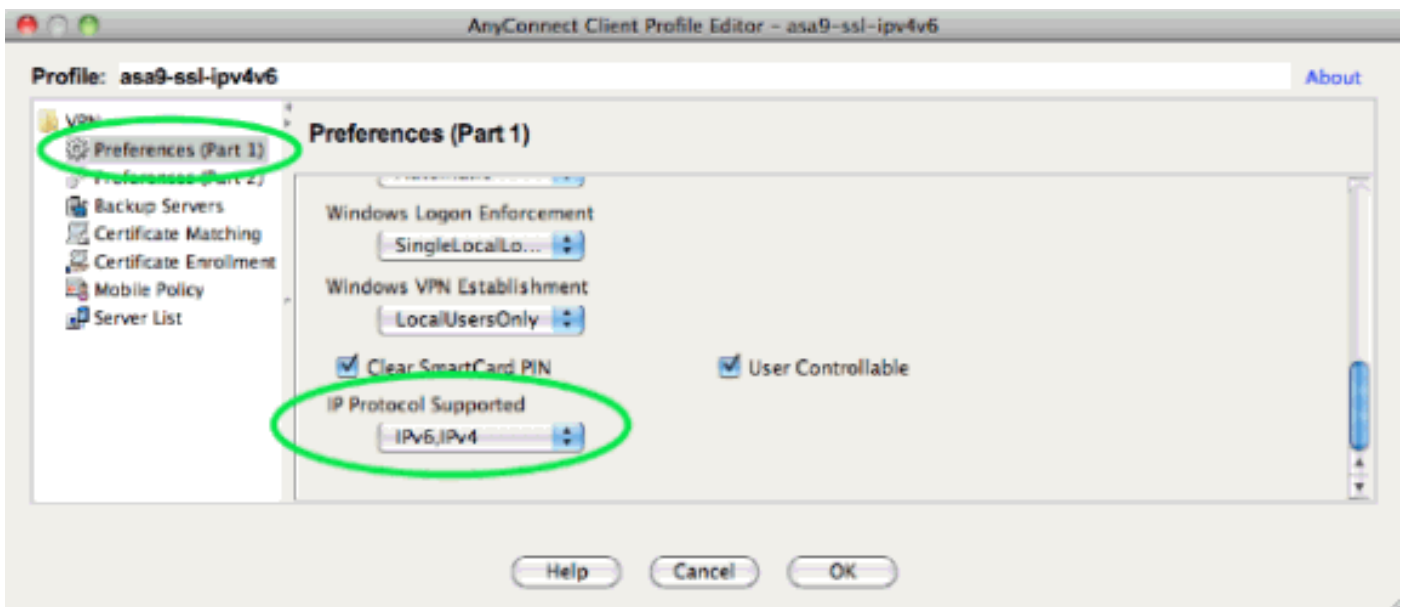 AnyConnect Client Profile Editor - asa9-ssl-ipv4v6
Profile: asa9-ssl-ipv4v6 About
VPN
Preferences (Part 1)
Preferences (Part 2)
Backup Servers
Certificate Matching
Certificate Enrollment
Mobile Policy
Server List
Preferences (Part 1)
Windows Logon Enforcement
SingleLocalLo...
Windows VPN Establishment
LocalUsersOnly
Clear SmartCard PIN User Controllable
IP Protocol Supported
IPv6,IPv4
Help Cancel OK